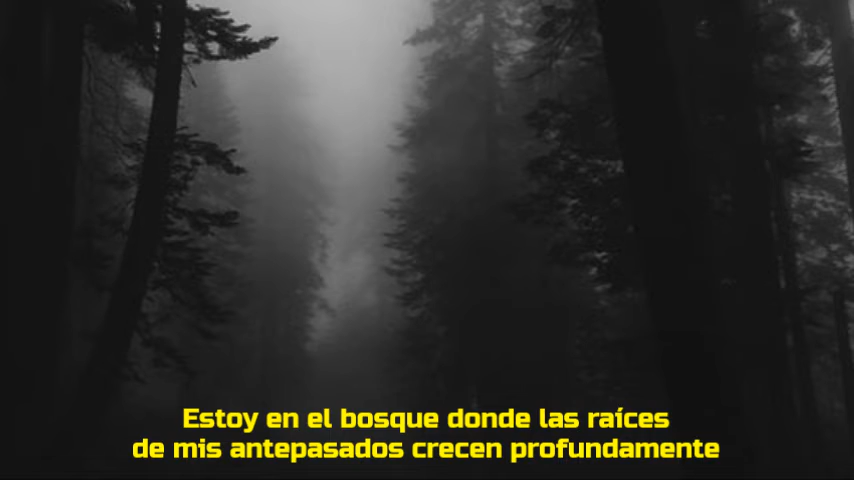 Estoy en el bosque donde las raíces
de mis antepasados crecen profundamente